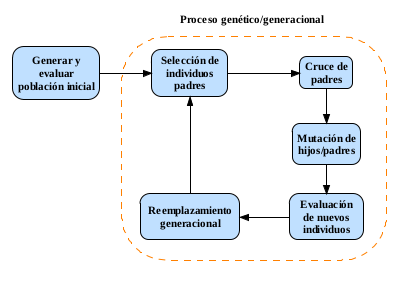 Proceso genético/generacional
Generar y
evaluar
población inicial
Selección de
individuos
padres
Cruce de
padres
Mutación de
hijos/padres
Evaluación
de nuevos
individuos
Reemplazamiento
generacional